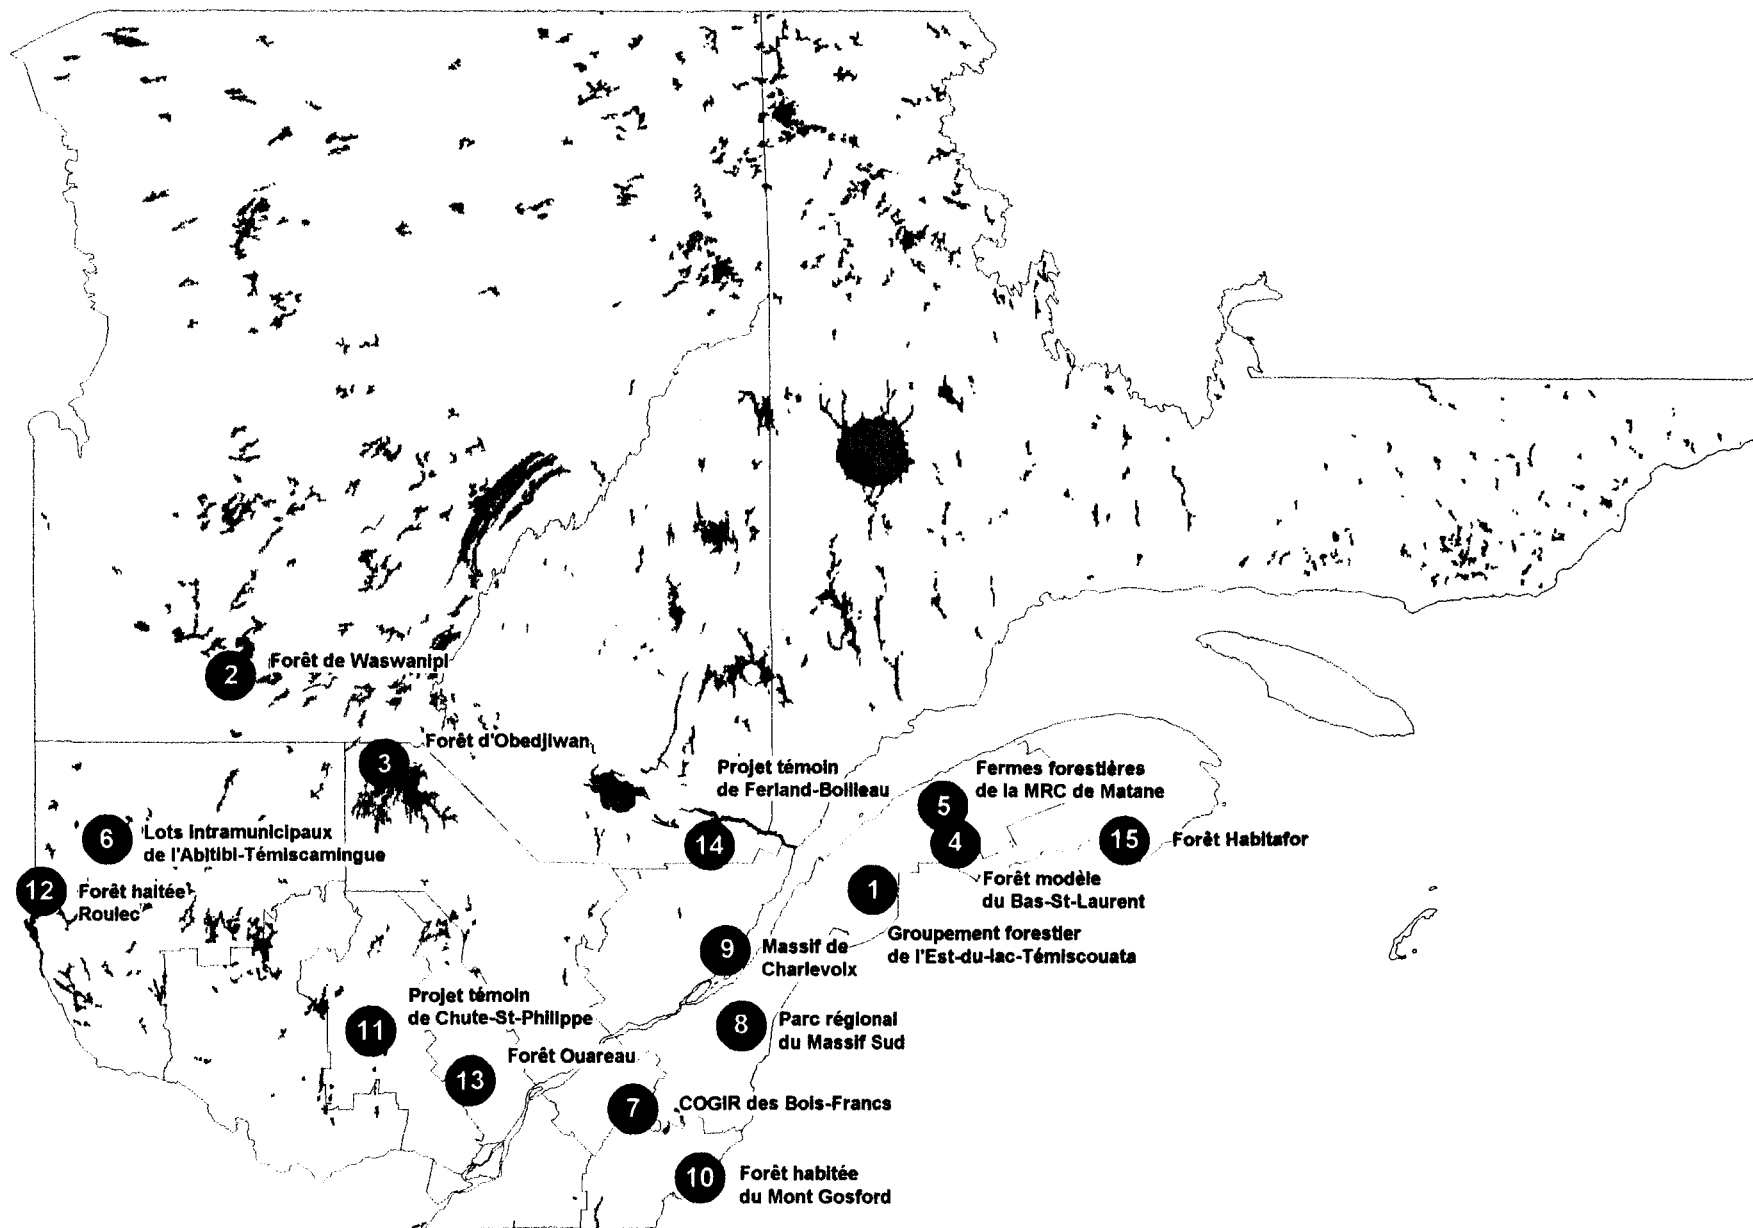 2
Forêt de Waswanipi
3
Forêt d'Obedjiwan
Projet témoin
de Ferland-Boilleau
14
5
Fermes forestières
de la MRC de Matane
4
Forêt modèle
du Bas-St-Laurent
15
Forêt Habitafor
6
Lots intramunicipaux
de l'Abitibi-Témiscamingue
12
Forêt haitée
Roulec
1
Groupement forestier
de l'Est-du-lac-Témiscouata
9
Massif de
Charlevoix
11
Projet témoin
de Chute-St-Philippe
8
Parc régional
du Massif Sud
13
Forêt Ouareau
7
COGIR des Bois-Francs
10
Forêt habitée
du Mont Gosford